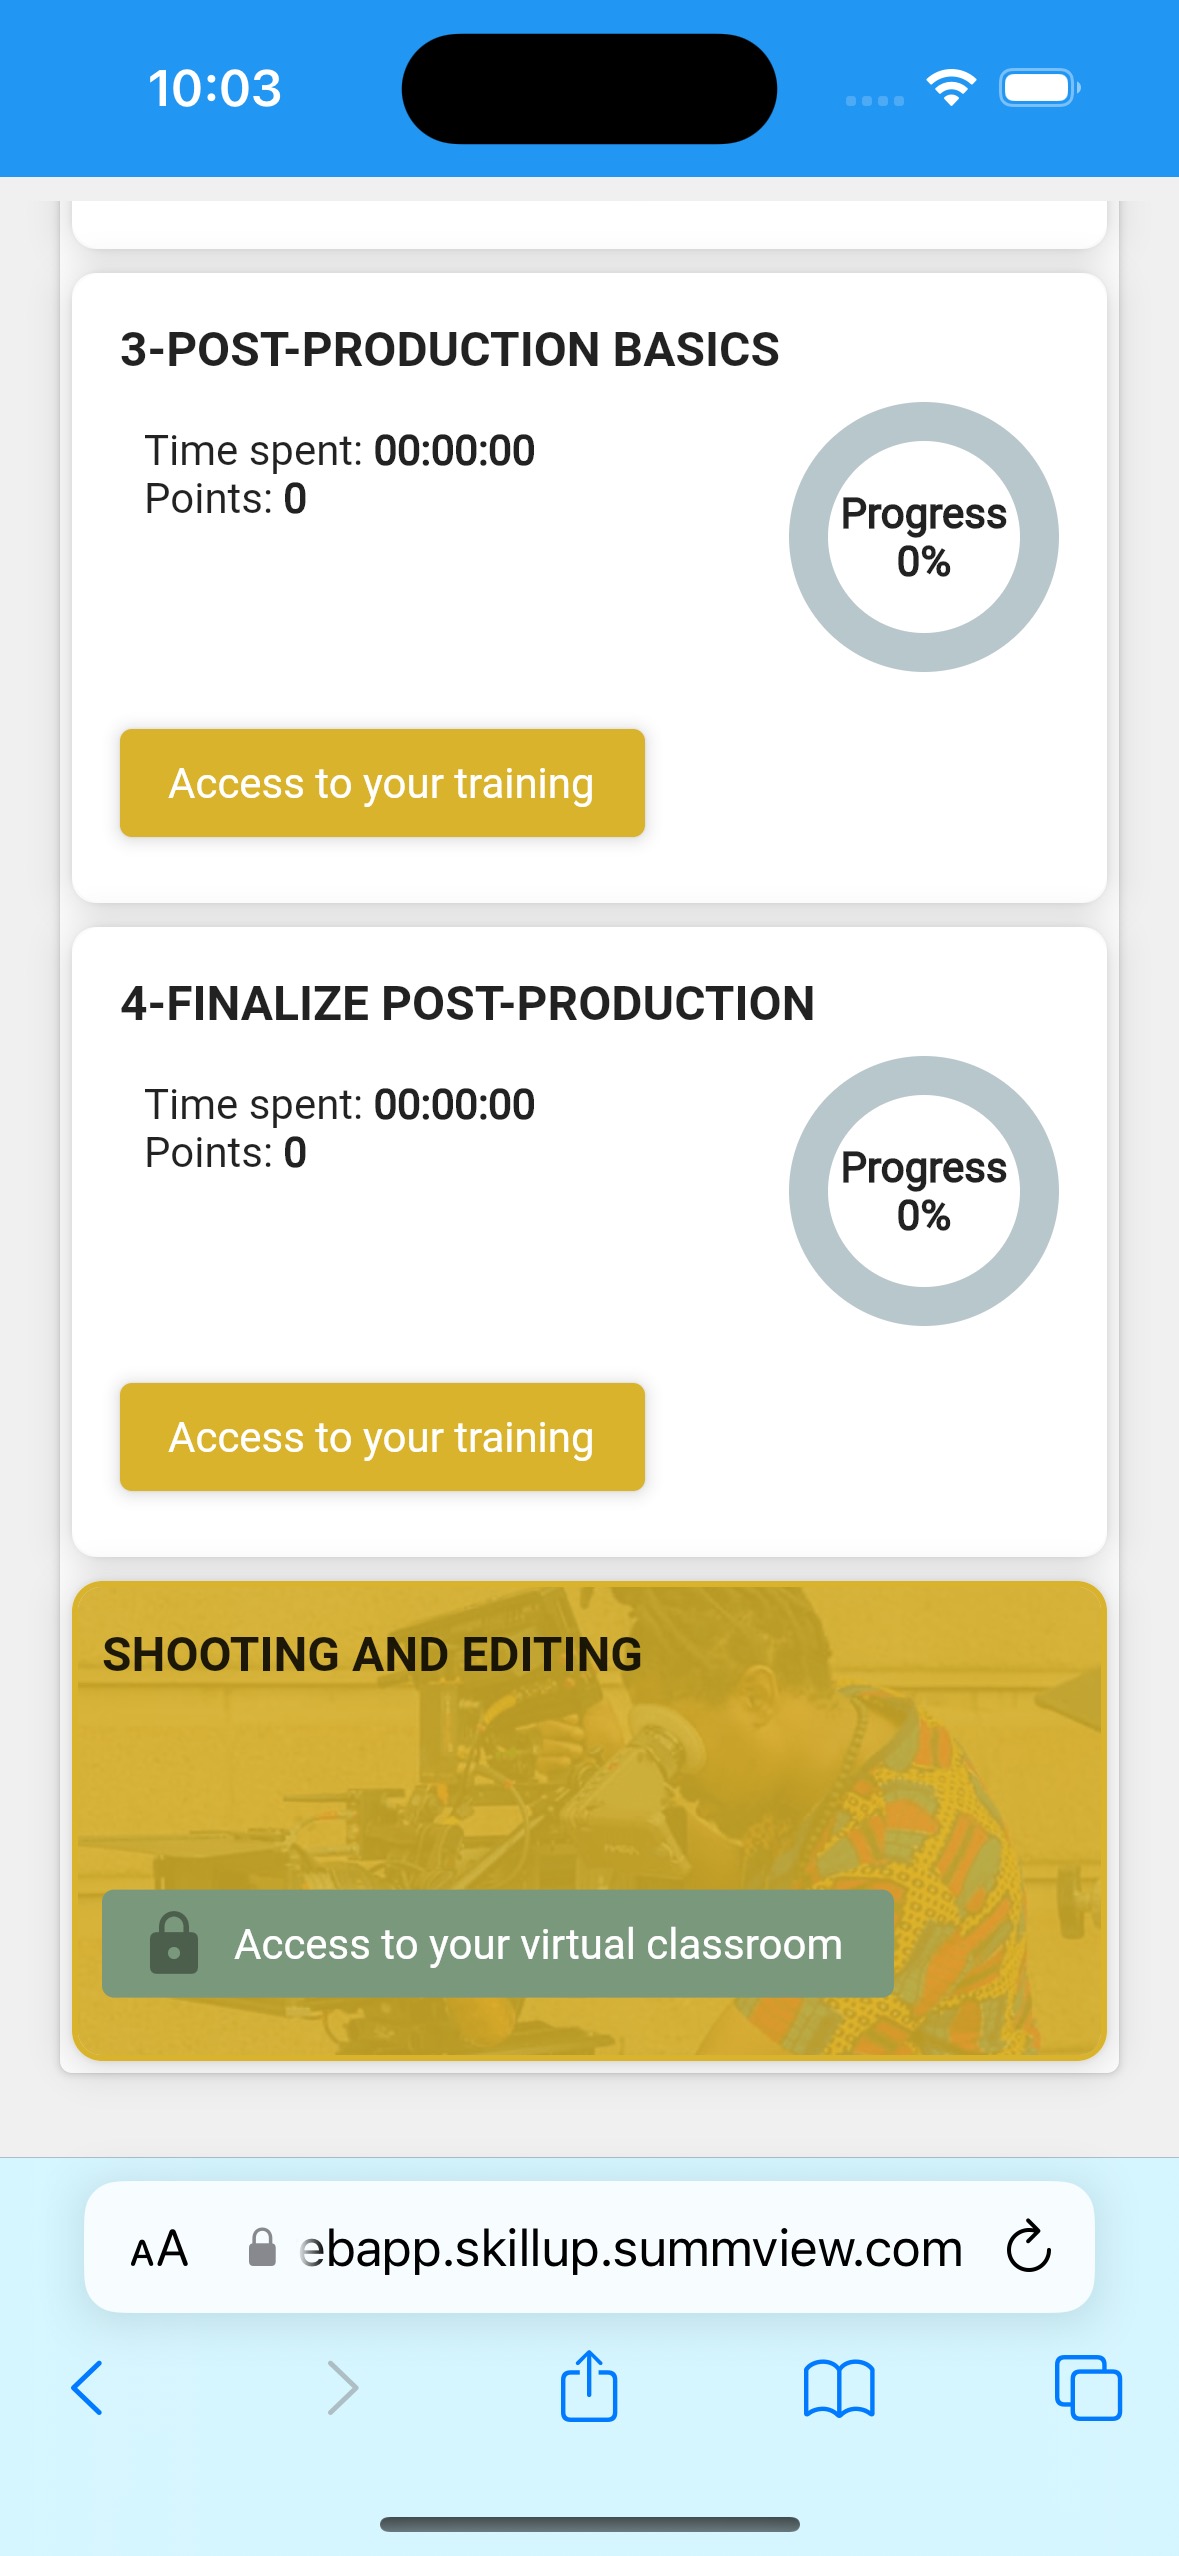 10:03
3-POST-PRODUCTION BASICS
Time spent: 00:00:00
Points: 0
Progress
0%
Access to your training
4-FINALIZE POST-PRODUCTION
Time spent: 00:00:00
Points: 0
Progress
0%
Access to your training
SHOOTING AND EDITING
Access to your virtual classroom
AA ebapp.skillup.summview.com